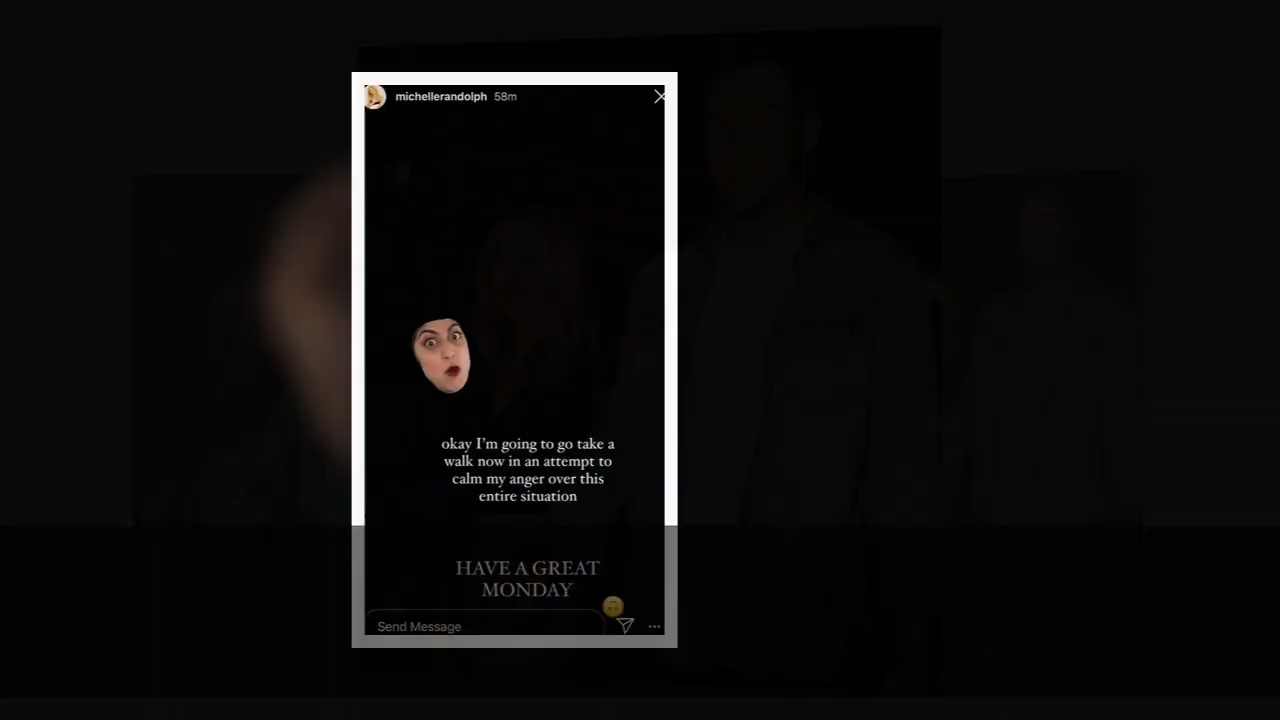 michellerandolph 58m
okay I'm going to go take a
walk now in an attempt to
calm my anger over this
entire situation
HAVE A GREAT
MONDAY
Send Message